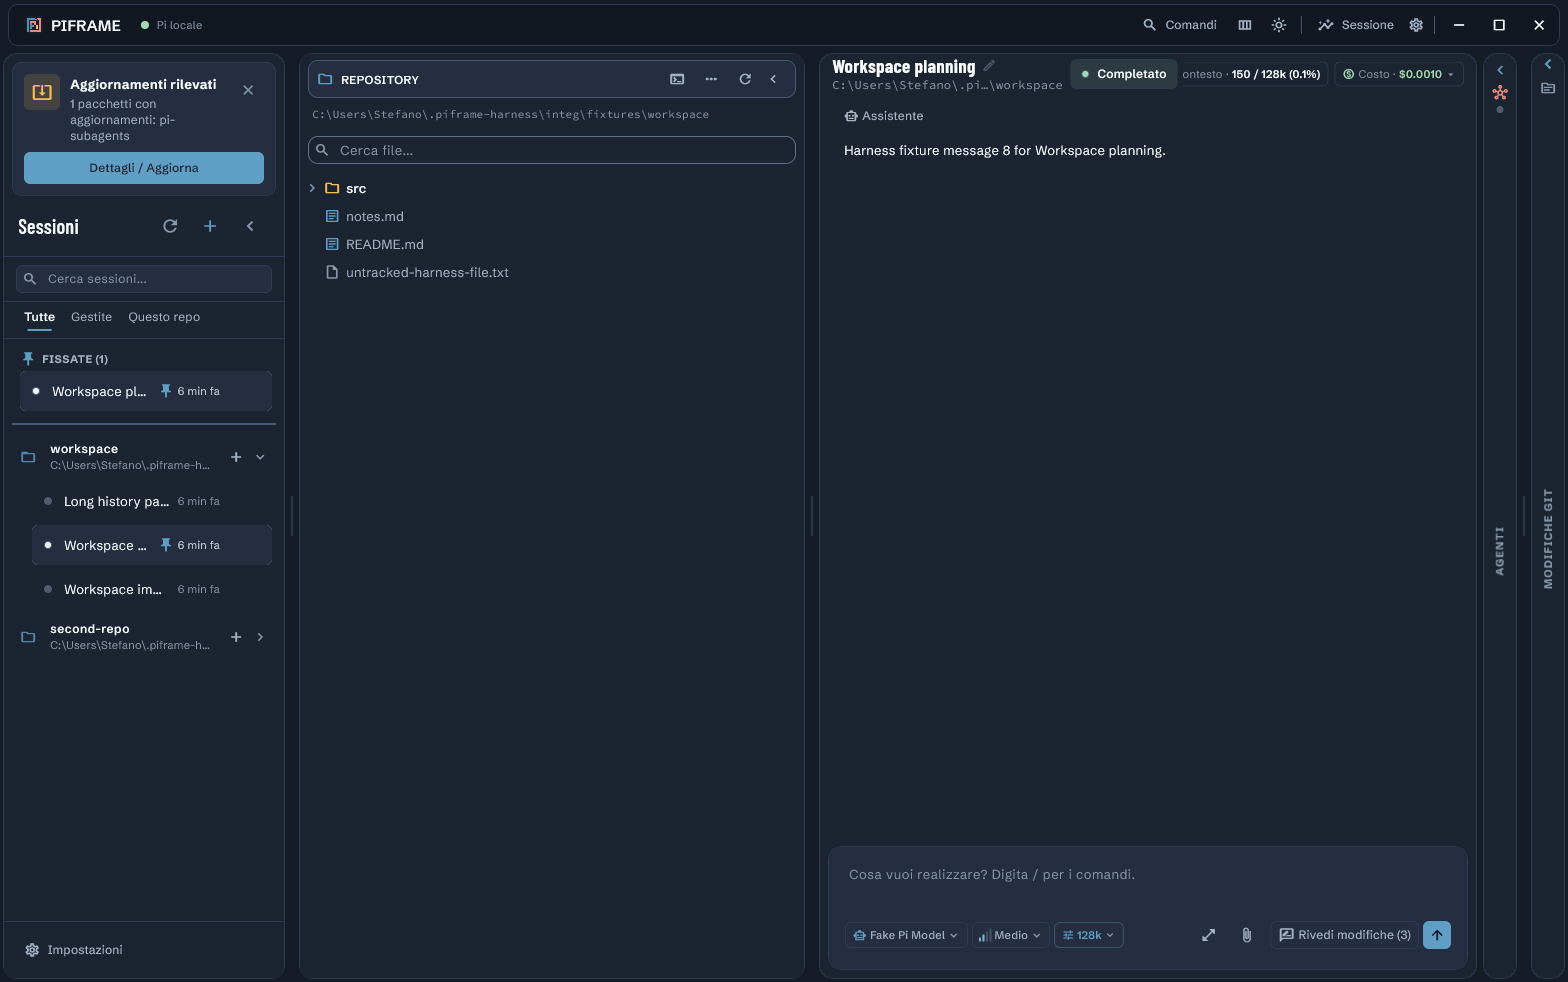 PIFRAME
Pi locale
Comandi
Sessione
Aggiornamenti rilevati
1 pacchetti con
aggiornamenti: pi-
subagents
Dettagli / Aggiorna
Sessioni
Cerca sessioni...
Tutte
Gestite
Questo repo
FISSATE (1)
Workspace pl...
6 min fa
workspace
C:\Users\Stefano\.piframe-h...
Long history pa...
6 min fa
Workspace ...
6 min fa
Workspace im...
6 min fa
second-repo
C:\Users\Stefano\.piframe-h...
Impostazioni
REPOSITORY
C:\Users\Stefano\.piframe-harness\integ\fixtures\workspace
Cerca file...
src
notes.md
README.md
untracked-harness-file.txt
Workspace planning
C:\Users\Stefano\.pi…\workspace
Completato
ontesto · 150 / 128k (0.1%)
Costo · $0.0010
Assistente
Harness fixture message 8 for Workspace planning.
Cosa vuoi realizzare? Digita / per i comandi.
Fake Pi Model
Medio
128k
Rivedi modifiche (3)
AGENTI
MODIFICHE GIT